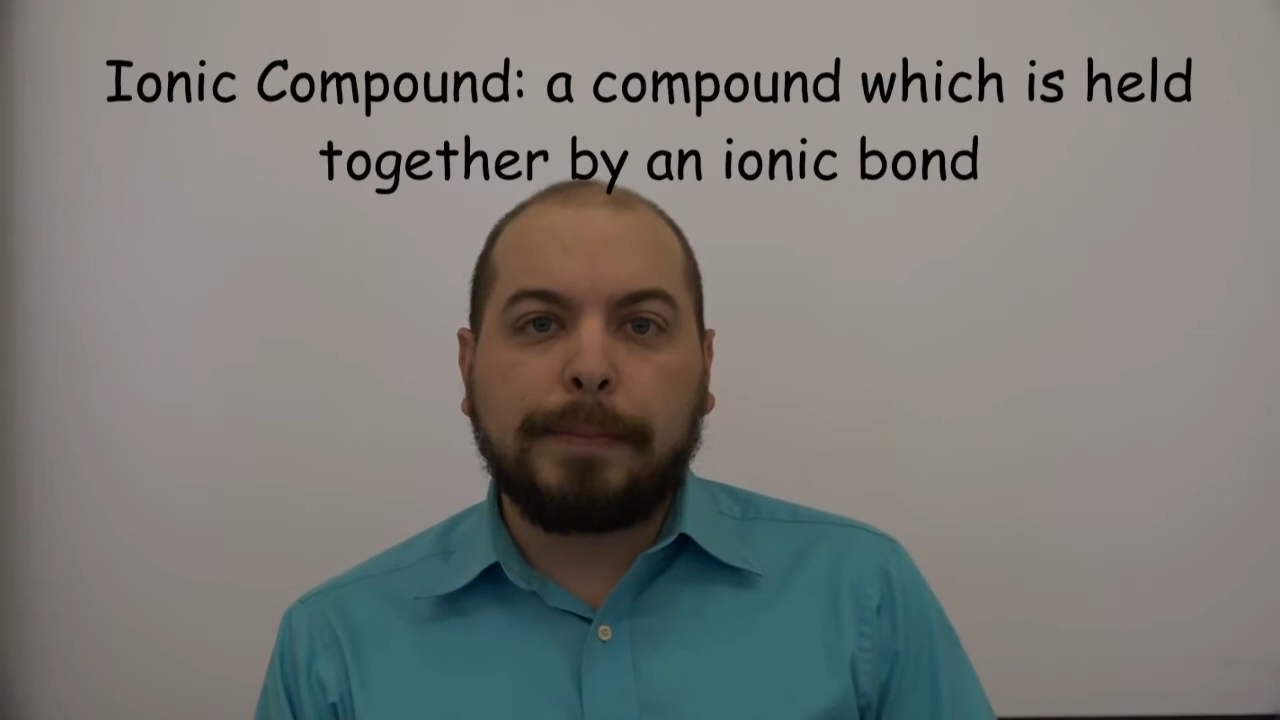 Ionic Compound: a compound which is held
together by an ionic bond